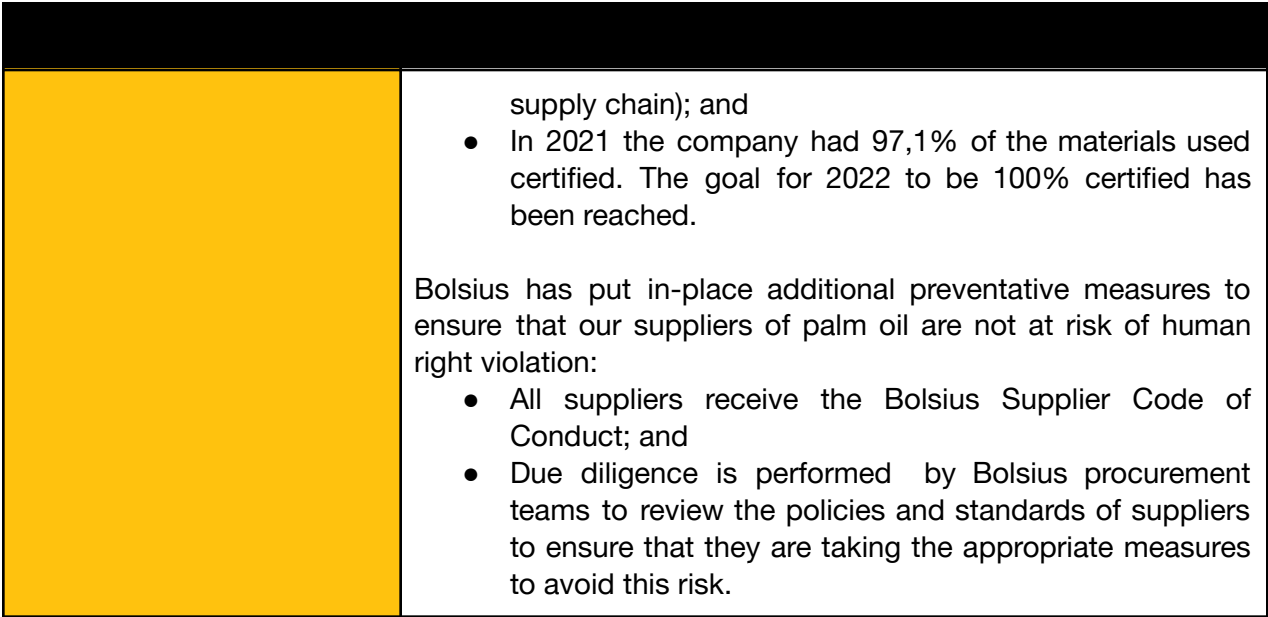 supply chain); and
● In 2021 the company had 97,1% of the materials used
certified. The goal for 2022 to be 100% certified has
been reached.
Bolsius has put in-place additional preventative measures to
ensure that our suppliers of palm oil are not at risk of human
right violation:
● All suppliers receive the Bolsius Supplier Code of
Conduct; and
● Due diligence is performed by Bolsius procurement
teams to review the policies and standards of suppliers
to ensure that they are taking the appropriate measures
to avoid this risk.